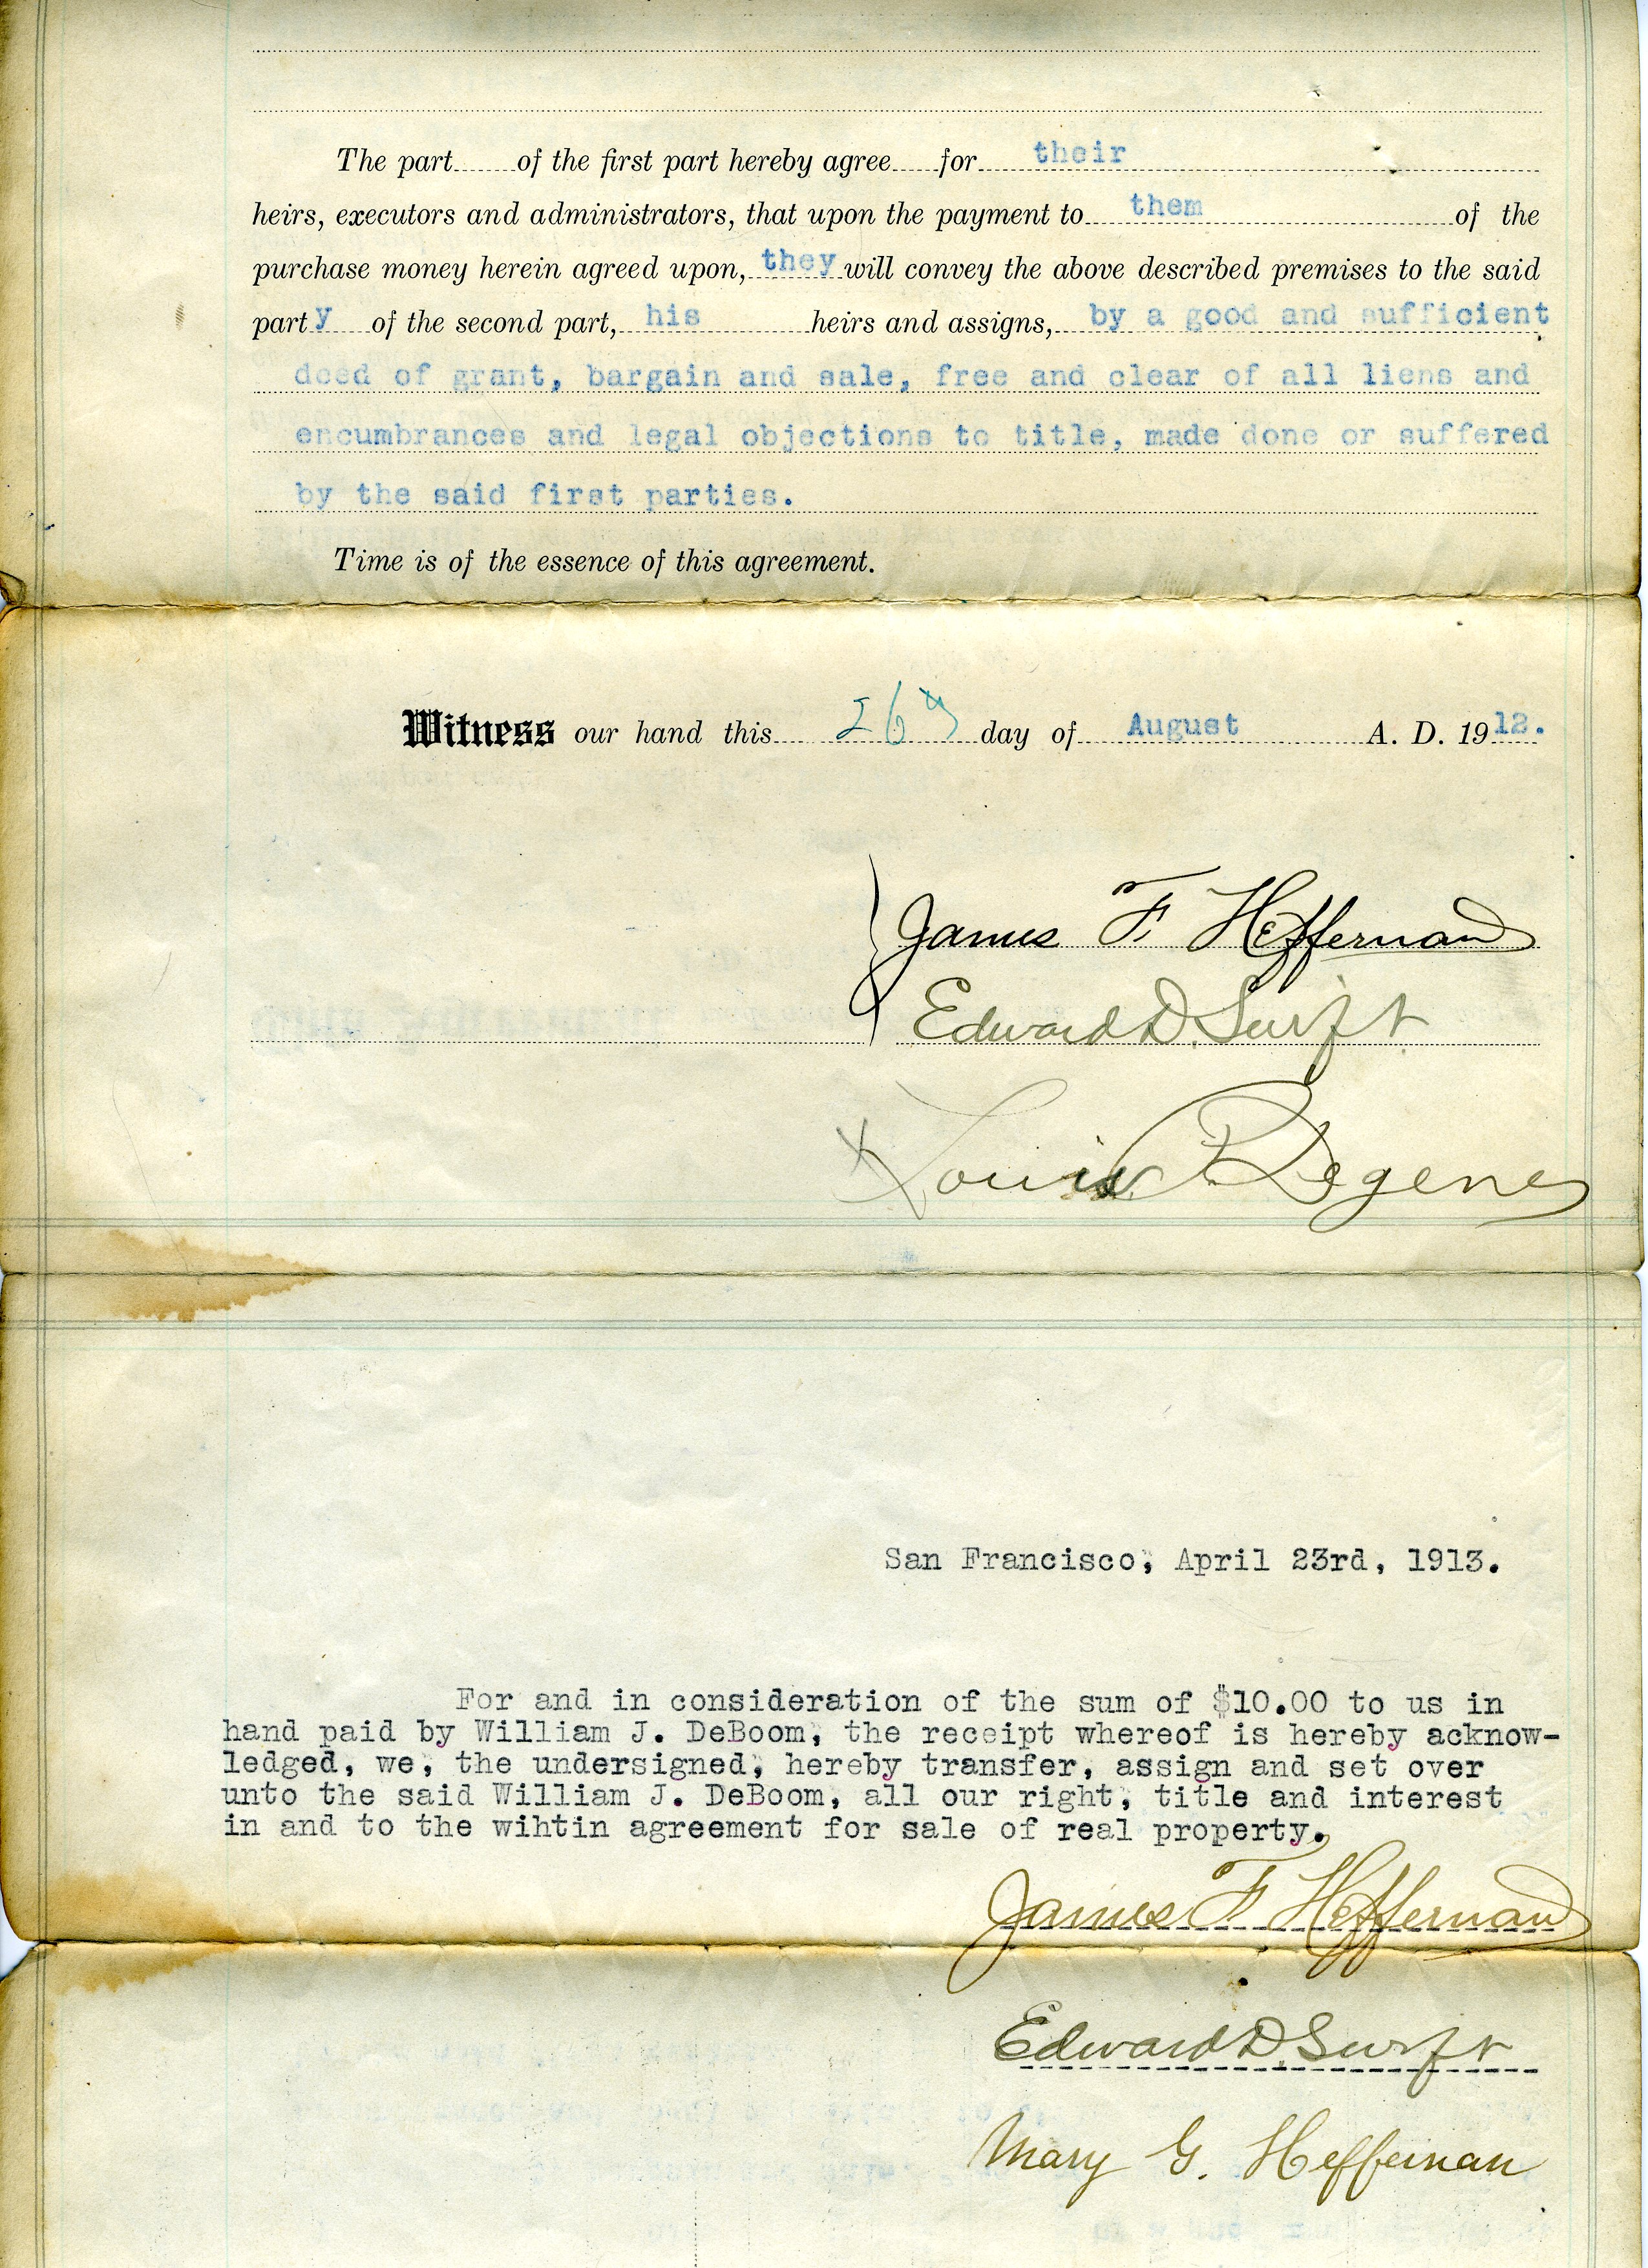 The part of the first part hereby agree for their
heirs, executors and administrators, that upon the payment to them of the
purchase money herein agreed upon, they will convey the above described premises to the said
party of the second part, his heirs and assigns, by a good and sufficient
deed of grant, bargain and sale, free and clear of all liens and
encumbrances and legal objections to title, made done or suffered
by the said first parties.
Time is of the essence of this agreement.
Witness our hand this 26th day of August A. D. 1912.
James F Heffernan
Edward D. Swift
Louis R Regene
San Francisco, April 23rd, 1913.
For and in consideration of the sum of $10.00 to us in
hand paid by William J. DeBoom, the receipt whereof is hereby acknow-
ledged, we, the undersigned, hereby transfer, assign and set over
unto the said William J. DeBoom, all our right, title and interest
in and to the wihtin agreement for sale of real property.
James F Heffernan
Edward D. Swift
Mary G. Heffernan